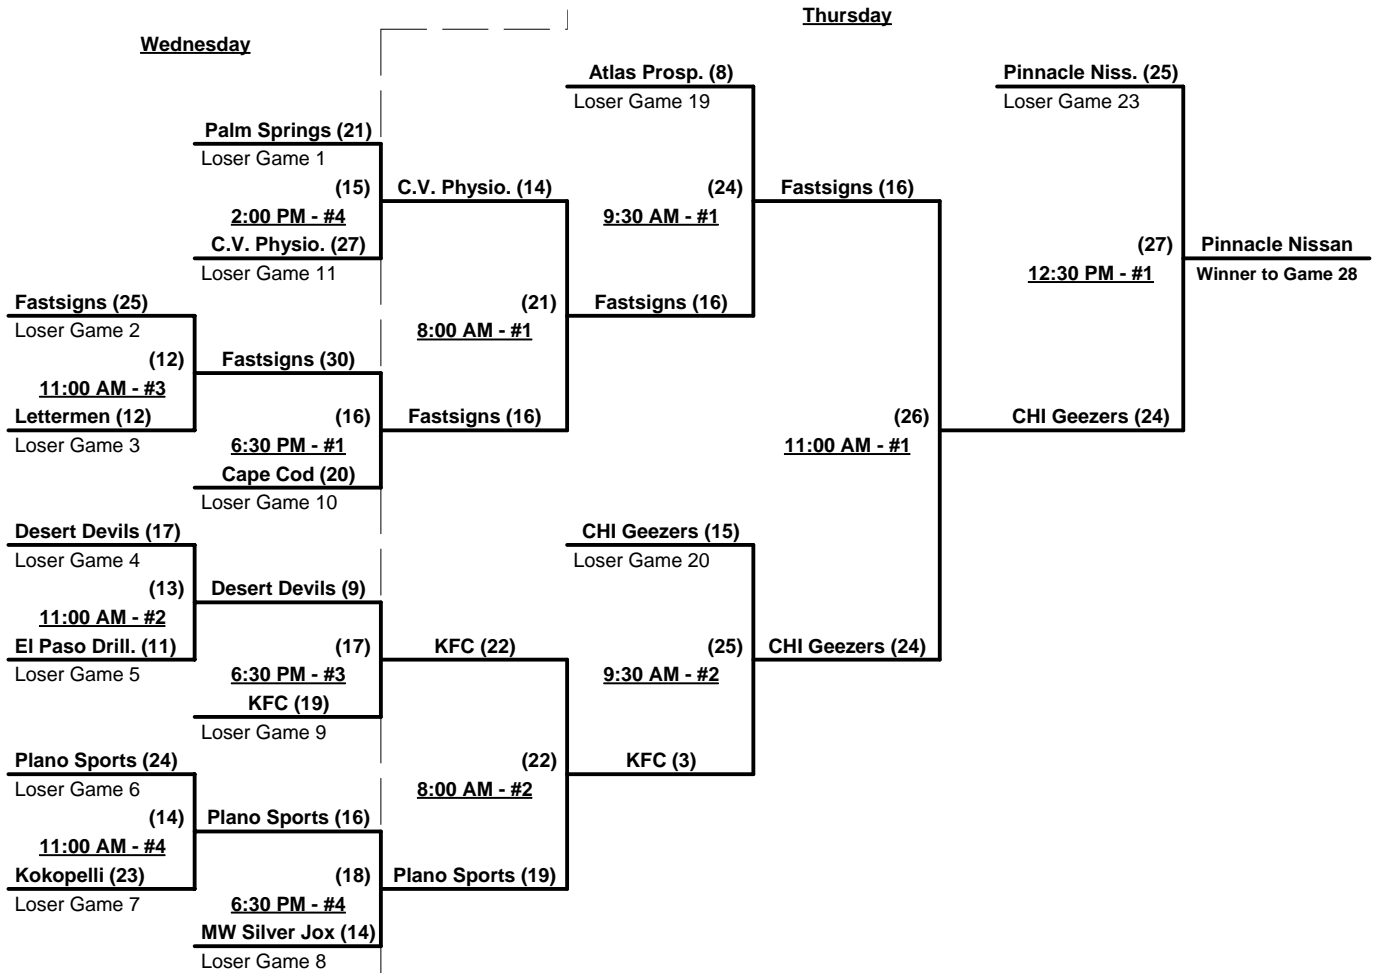 Thursday
Wednesday
Atlas Prosp. (8)
Pinnacle Niss. (25)
Loser Game 19
Loser Game 23
Palm Springs (21)
Loser Game 1
(15)
C.V. Physio. (14)
(24)
Fastsigns (16)
2:00 PM - #4
9:30 AM - #1
C.V. Physio. (27)
(27)
Pinnacle Nissan
Loser Game 11
12:30 PM - #1
Winner to Game 28
Fastsigns (25)
(21)
Fastsigns (16)
Loser Game 2
8:00 AM - #1
(12)
Fastsigns (30)
11:00 AM - #3
Lettermen (12)
(16)
Fastsigns (16)
(26)
CHI Geezers (24)
Loser Game 3
6:30 PM - #1
11:00 AM - #1
Cape Cod (20)
Loser Game 10
Desert Devils (17)
CHI Geezers (15)
Loser Game 4
Loser Game 20
(13)
Desert Devils (9)
11:00 AM - #2
El Paso Drill. (11)
(17)
KFC (22)
(25)
CHI Geezers (24)
Loser Game 5
6:30 PM - #3
9:30 AM - #2
KFC (19)
Loser Game 9
Plano Sports (24)
(22)
KFC (3)
Loser Game 6
8:00 AM - #2
(14)
Plano Sports (16)
11:00 AM - #4
Kokopelli (23)
(18)
Plano Sports (19)
Loser Game 7
6:30 PM - #4
MW Silver Jox (14)
Loser Game 8